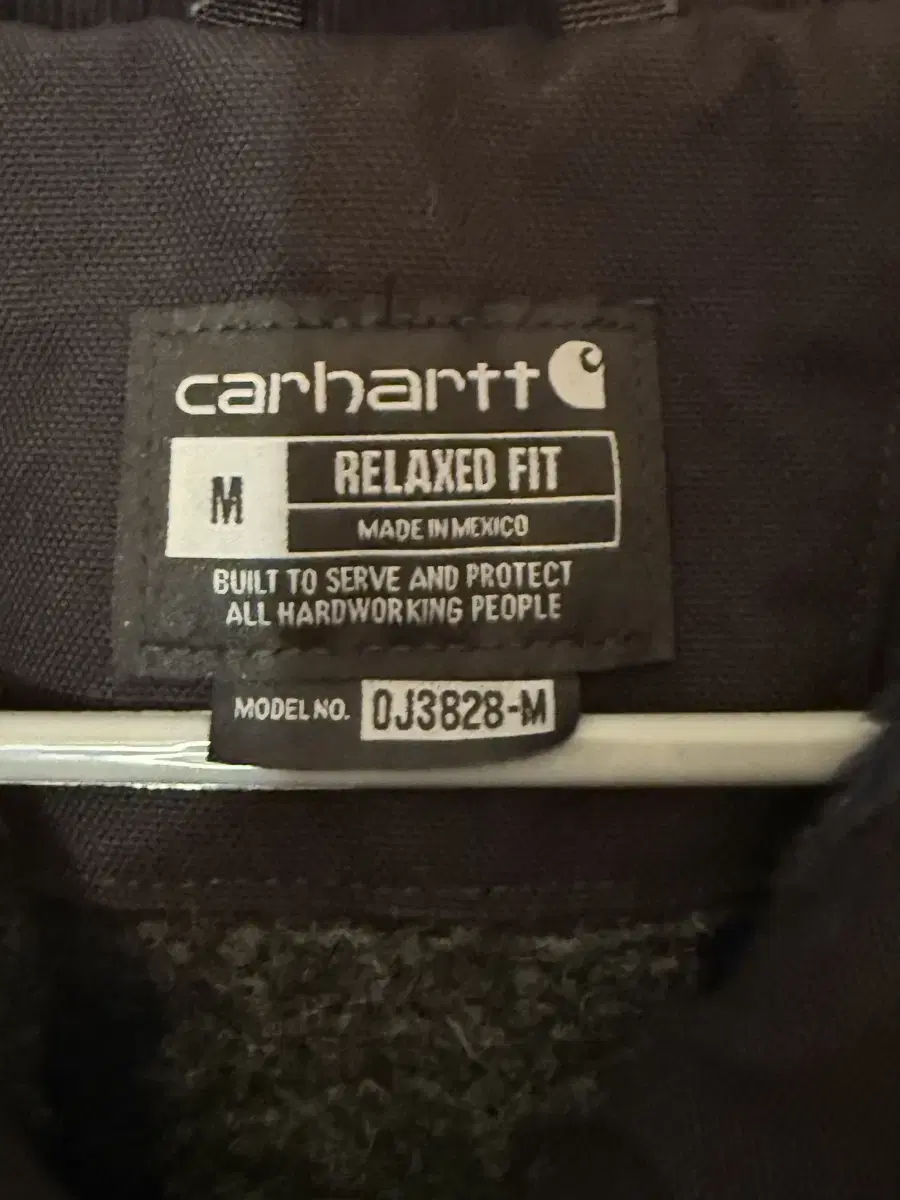 carhartt
M
RELAXED FIT
MADE IN MEXICO
BUILT TO SERVE AND PROTECT
ALL HARDWORKING PEOPLE
MODEL NO. OJ3828-M